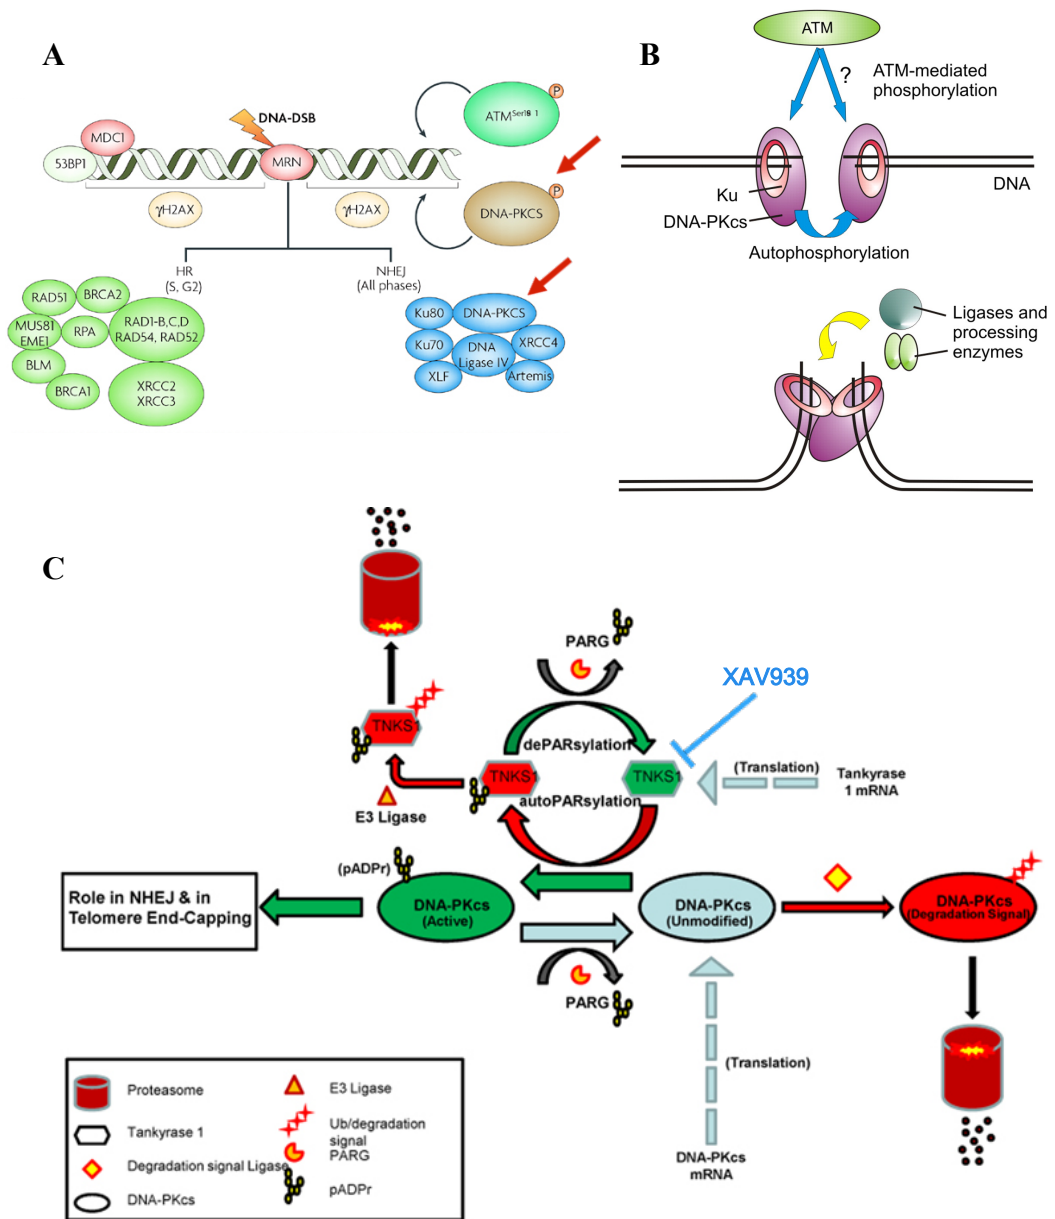 A
DNA-DSB
MDC1
53BP1
MRN
γH2AX
γH2AX
P
P
DNA-PKCS
HR
(S, G2)
NHEJ
(All phases)
RAD51
BRCA2
MUS81
EME1
RPA
RAD1-B,C,D
RAD54, RAD52
BLM
BRCA1
XRCC2
XRCC3
Ku80
DNA-PKCS
Ku70
DNA
Ligase IV
XRCC4
XLF
Artemis
B
ATM
?
ATM-mediated
phosphorylation
Ku
DNA
DNA-PKcs
Autophosphorylation
Ligases and
processing
enzymes
C
PARG
XAV939
TNKS1
dePARsylation
TNKS1
TNKS1
autoPARsylation
(Translation)
Tankyrase
1 mRNA
E3 Ligase
(pADPr)
Role in NHEJ & in
Telomere End-Capping
DNA-PKcs
(Active)
DNA-PKcs
(Unmodified)
DNA-PKcs
(Degradation Signal)
PARG
(Translation)
DNA-PKcs
mRNA
Proteasome
Tankyrase 1
Degradation signal Ligase
DNA-PKcs
E3 Ligase
Ub/degradation
signal
PARG
pADPr